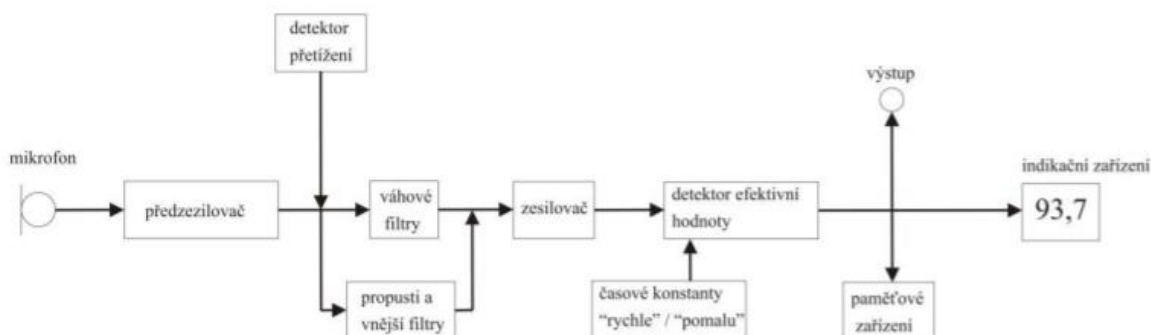 detektor
přetížení
výstup
mikrofon
indikační zařízení
předzezilovač
váhové
filtry
zesilovač
detektor efektivní
hodnoty
93,7
propusti a
vnější filtry
časové konstanty
“rychle” / “pomalu”
paměťové
zařízení